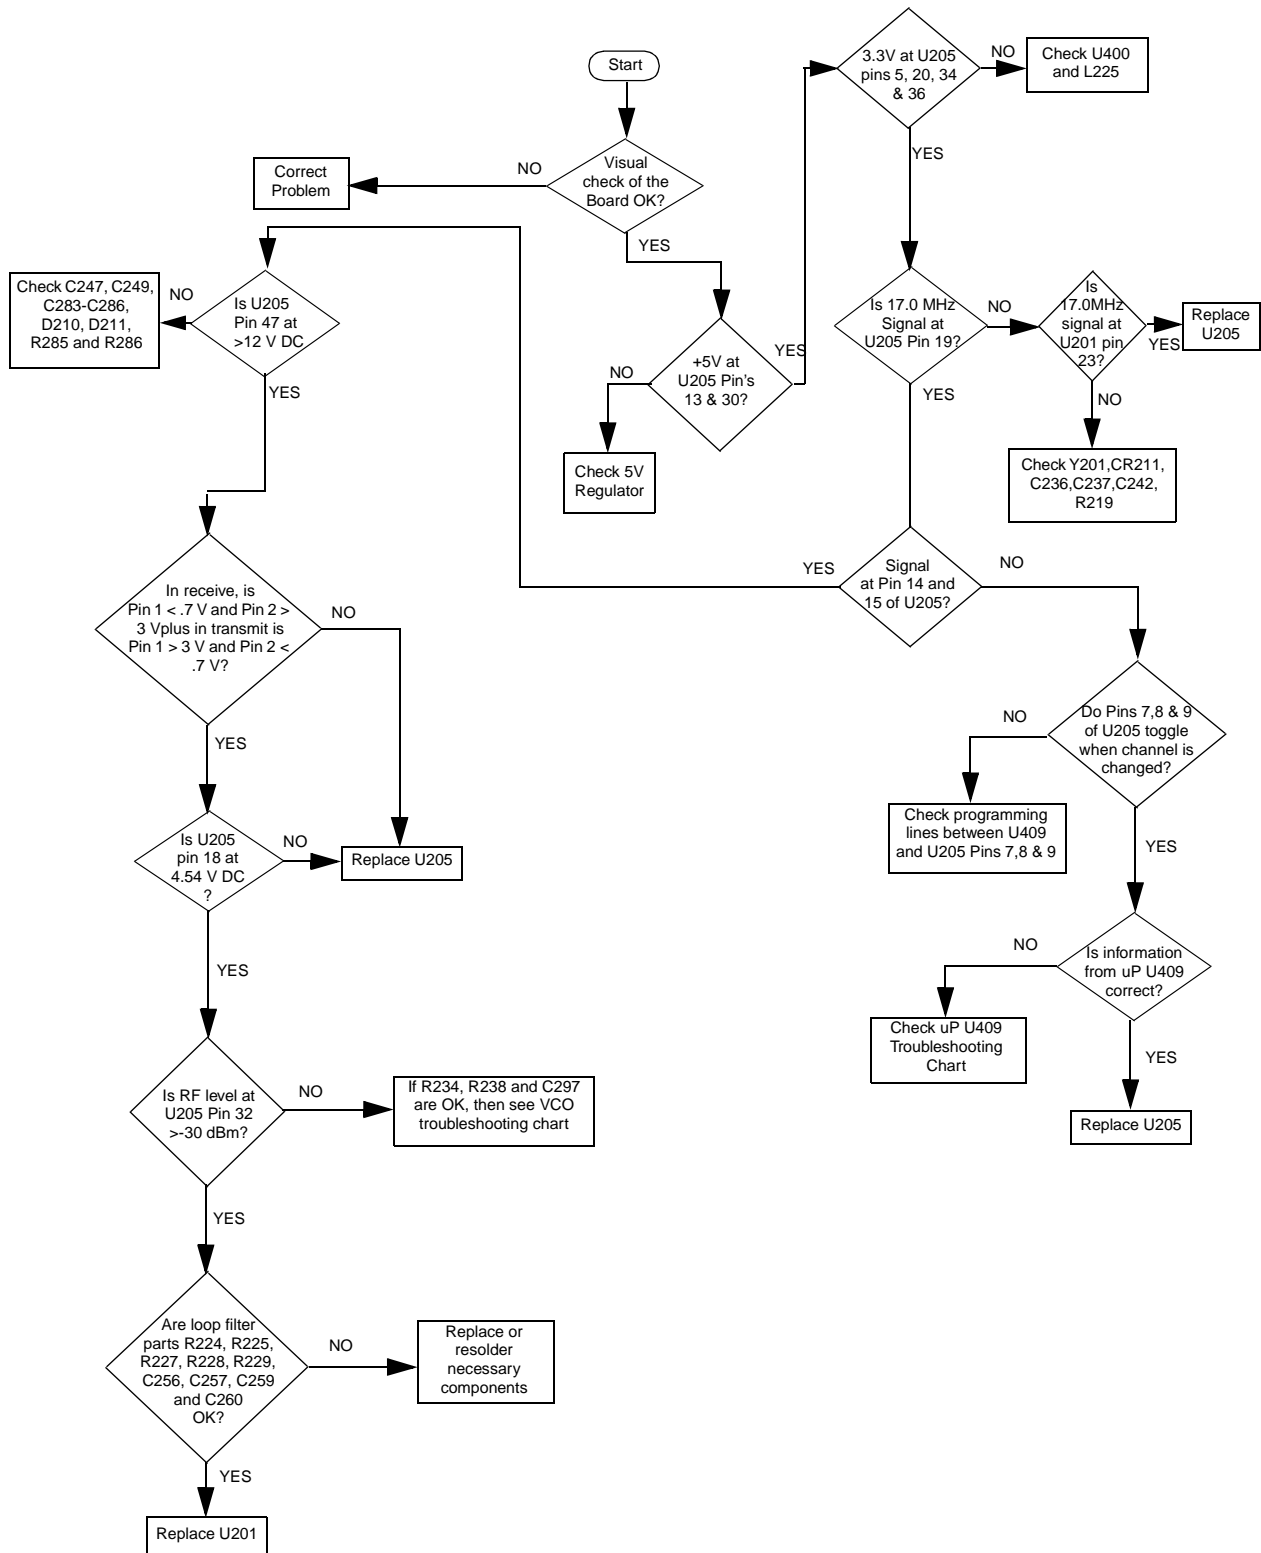 Start
Visual
check of the
Board OK?
NO
Correct
Problem
YES
+5V at
U205 Pin's
13 & 30?
NO
Check 5V
Regulator
YES
3.3V at U205
pins 5, 20, 34
& 36
NO
Check U400
and L225
YES
Is 17.0 MHz
Signal at
U205 Pin 19?
NO
Is
17.0MHz
signal at
U201 pin
23?
YES
Replace
U205
NO
Check Y201,CR211,
C236,C237,C242,
R219
YES
Signal
at Pin 14 and
15 of U205?
NO
Do Pins 7,8 & 9
of U205 toggle
when channel is
changed?
NO
Check programming
lines between U409
and U205 Pins 7,8 & 9
YES
Is information
from uP U409
correct?
NO
Check uP U409
Troubleshooting
Chart
YES
Replace U205
YES
Is U205
Pin 47 at
>12 V DC
NO
Check C247, C249,
C283-C286,
D210, D211,
R285 and R286
YES
In receive, is
Pin 1 < .7 V and Pin 2 >
3 Vplus in transmit is
Pin 1 > 3 V and Pin 2 <
.7 V?
NO
YES
Is U205
pin 18 at
4.54 V DC
?
NO
Replace U205
YES
Is RF level at
U205 Pin 32
>-30 dBm?
NO
If R234, R238 and C297
are OK, then see VCO
troubleshooting chart
YES
Are loop filter
parts R224, R225,
R227, R228, R229,
C256, C257, C259
and C260
OK?
NO
Replace or
resolder
necessary
components
YES
Replace U201